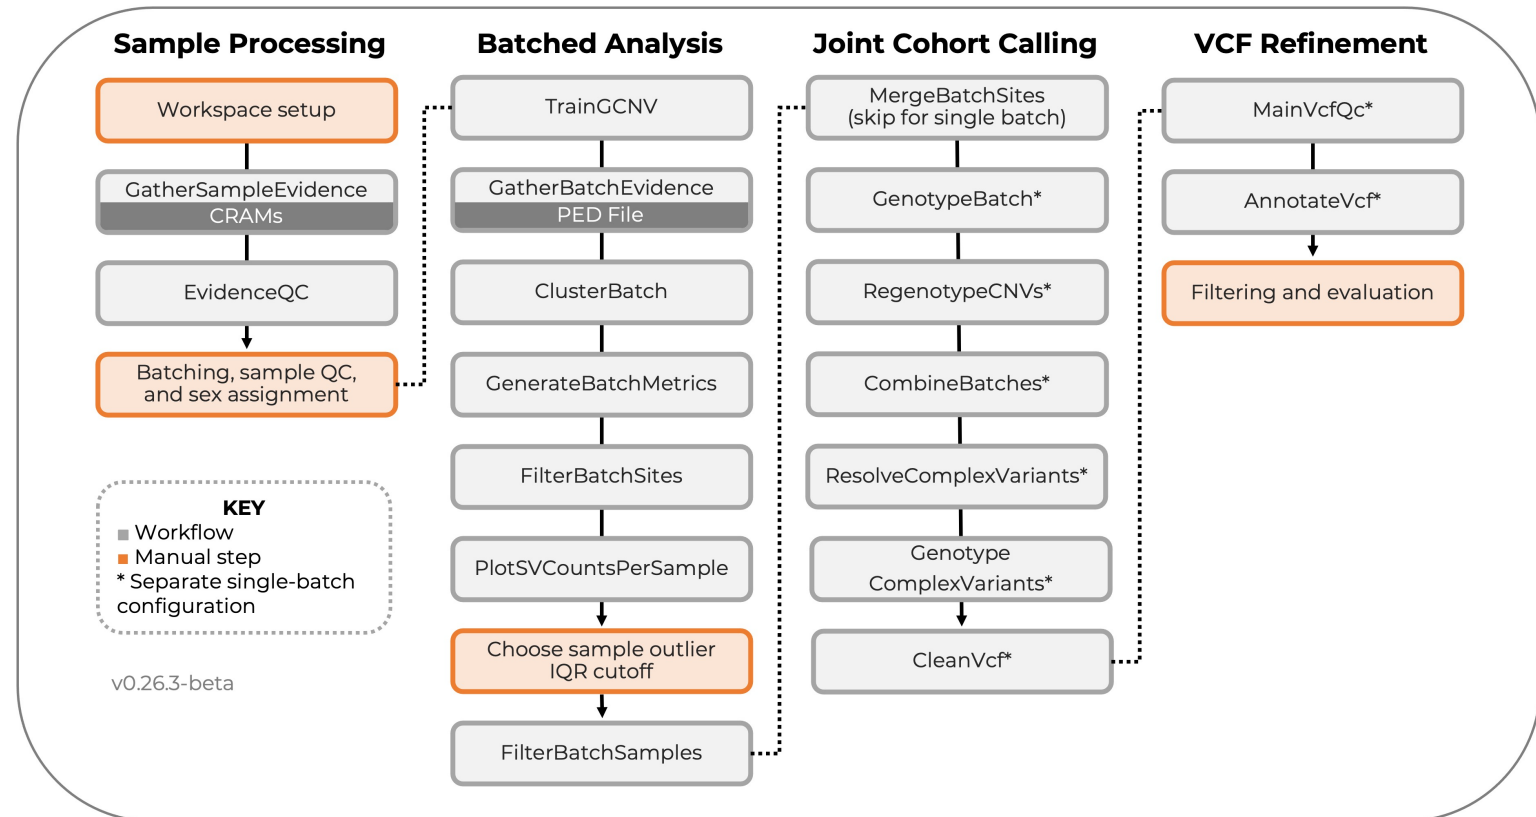 Sample Processing
Workspace setup
GatherSampleEvidence
CRAMs
EvidenceQC
Batching, sample QC,
and sex assignment
KEY
Workflow
Manual step
* Separate single-batch
configuration
v0.26.3-beta
Batched Analysis
TrainGCNV
GatherBatchEvidence
PED File
ClusterBatch
GenerateBatchMetrics
FilterBatchSites
PlotSVCountsPerSample
Choose sample outlier
IQR cutoff
FilterBatchSamples
Joint Cohort Calling
MergeBatchSites
(skip for single batch)
GenotypeBatch*
RegenotypeCNVs*
CombineBatches*
ResolveComplexVariants*
Genotype
ComplexVariants*
CleanVcf*
VCF Refinement
MainVcfQc*
AnnotateVcf*
Filtering and evaluation